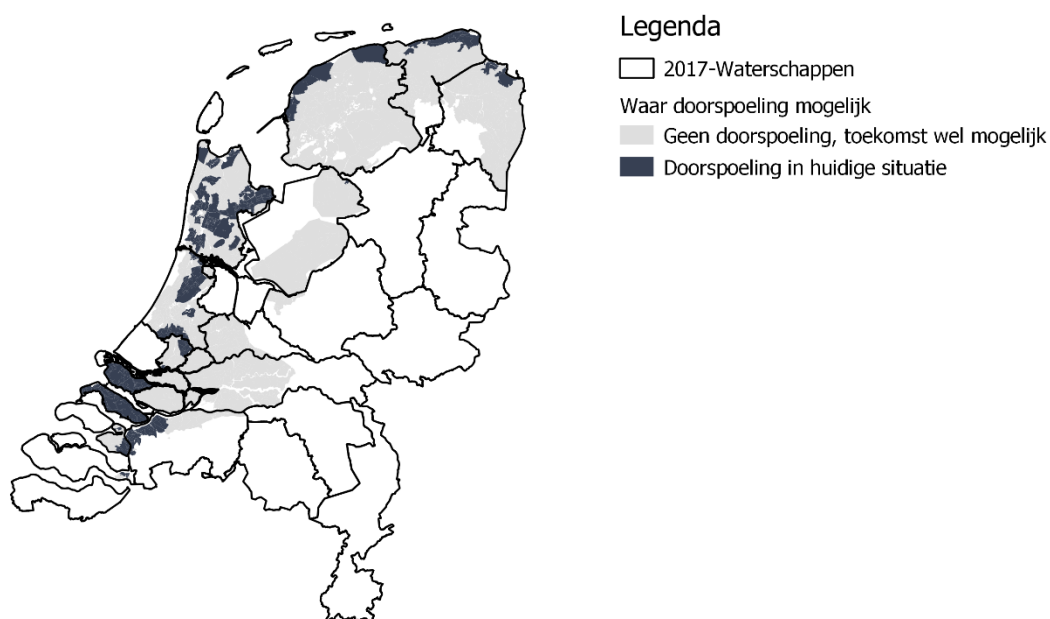 Legenda
2017-Waterschappen
Waar doorspoeling mogelijk
Geen doorspoeling, toekomst wel mogelijk
Doorspoeling in huidige situatie